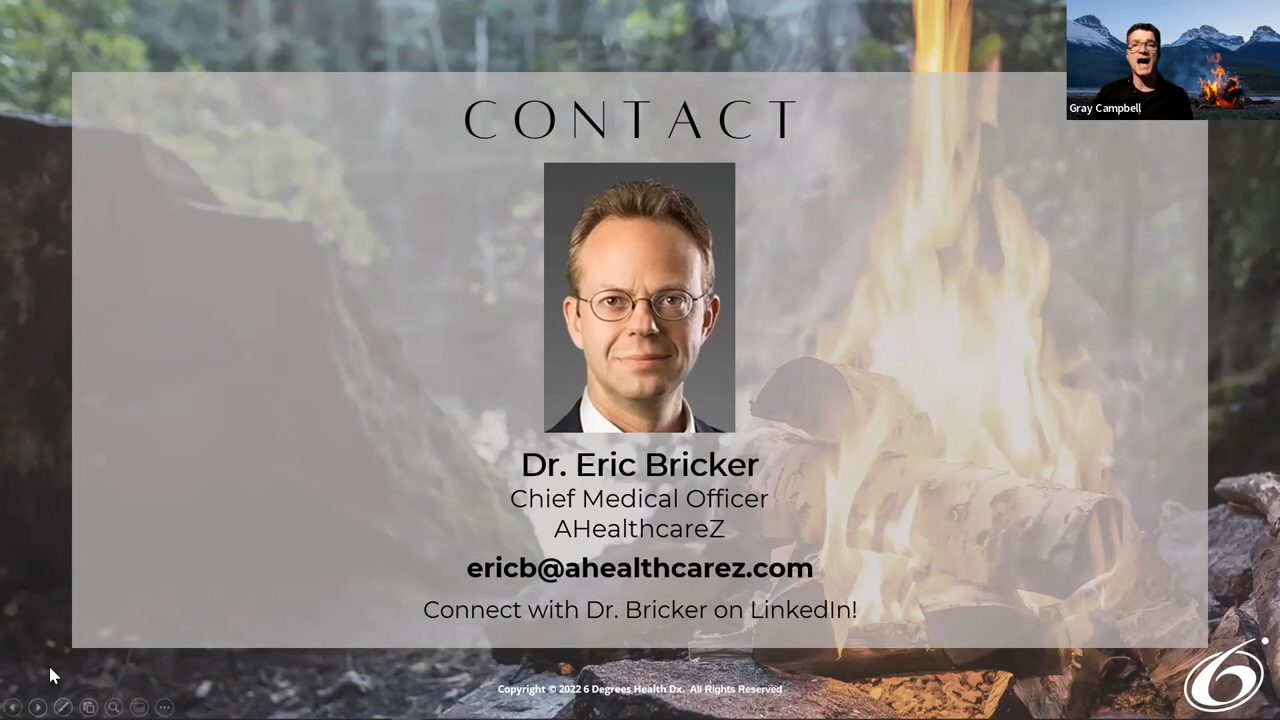 CONTACT
Gray Campbell
Dr. Eric Bricker
Chief Medical Officer
AHealthcareZ
ericb@ahealthcarez.com
Connect with Dr. Bricker on LinkedIn!
6
Copyright © 2022 6 Degrees Health Dx. All Rights Reserved